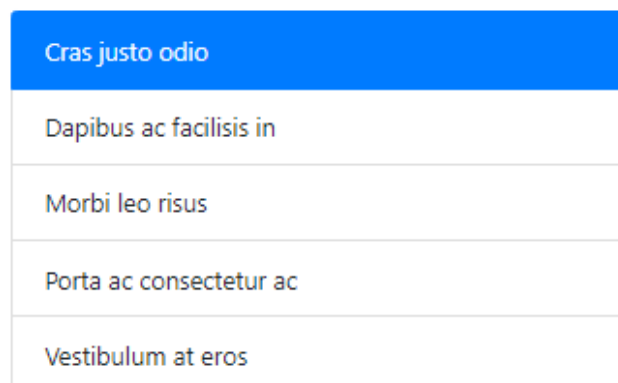 Cras justo odio
Dapibus ac facilisis in
Morbi leo risus
Porta ac consectetur ac
Vestibulum at eros